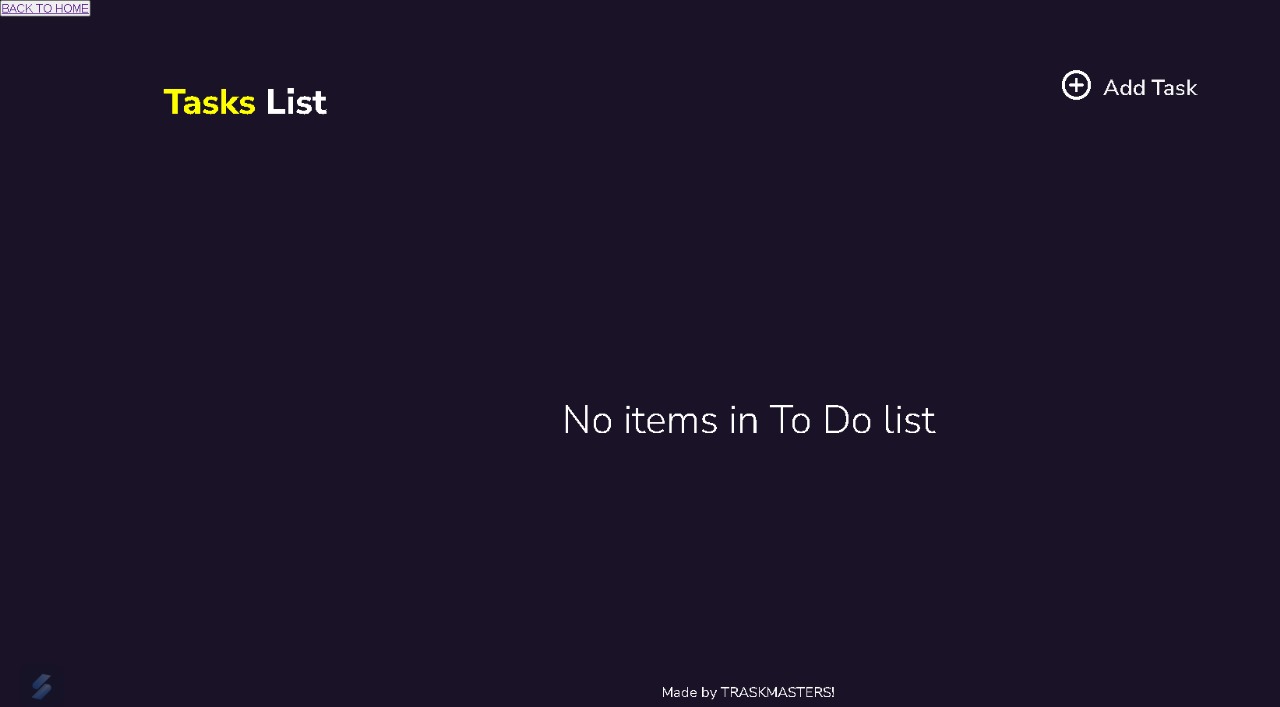 BACK TO HOME
Tasks List
Add Task
No items in To Do list
Made by TRASKMASTERS!